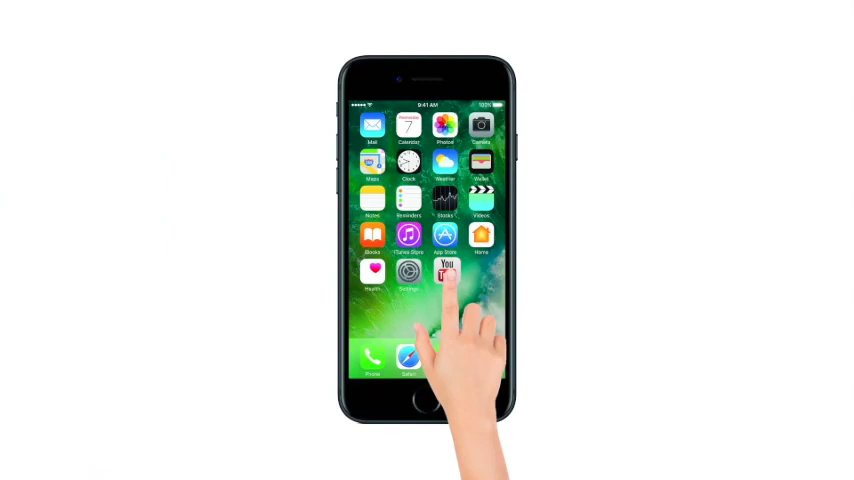 9:41 AM 100%
Wednesday
7
Mail Calendar Photos Camera
Maps Clock Weather Wallet
Notes Reminders Stocks Videos
iBooks iTunes Store App Store Home
You
Health Settings
Phone Safari